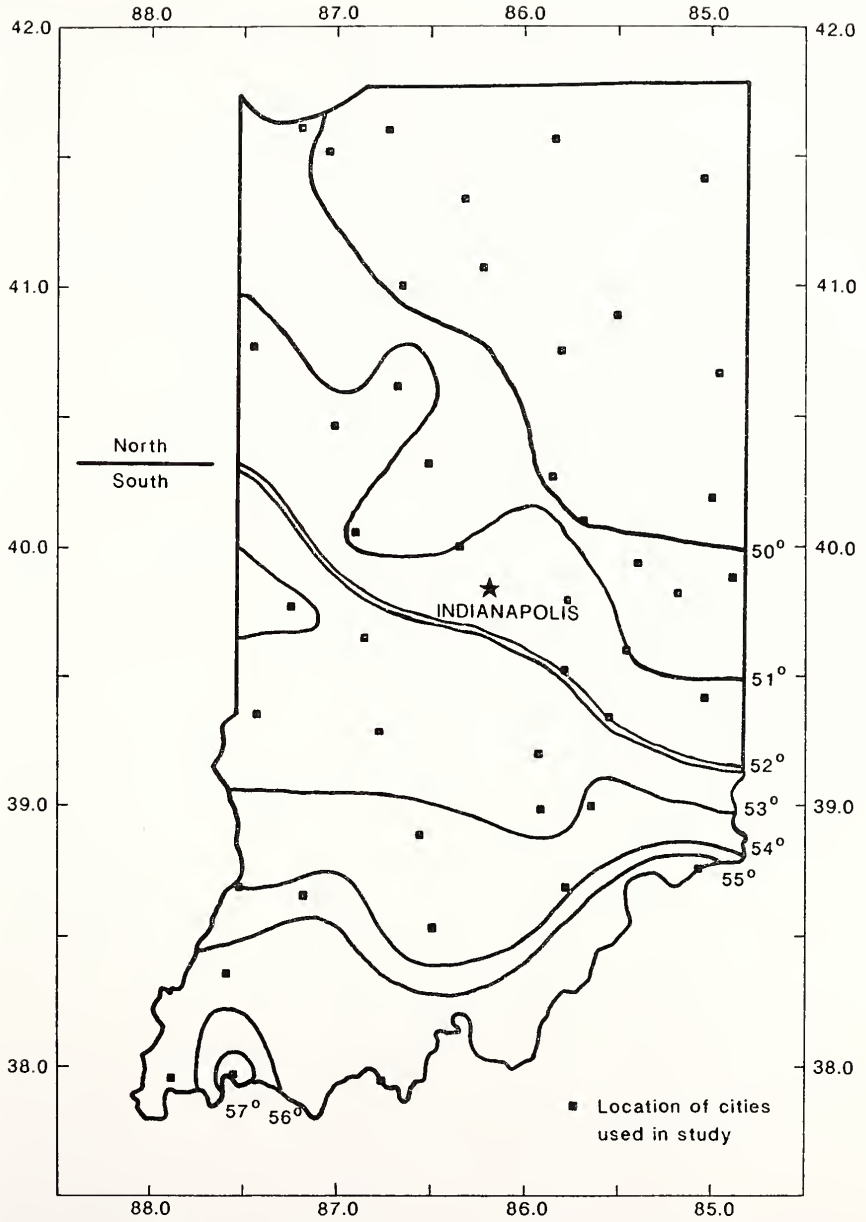 88.0 87.0 86.0 85.0
42.0 42.0
41.0 41.0
North
South
40.0 40.0
50°
INDIANAPOLIS
51°
52°
39.0 39.0
53°
54°
55°
38.0 38.0
57° 56°
Location of cities
used in study
88.0 87.0 86.0 85.0